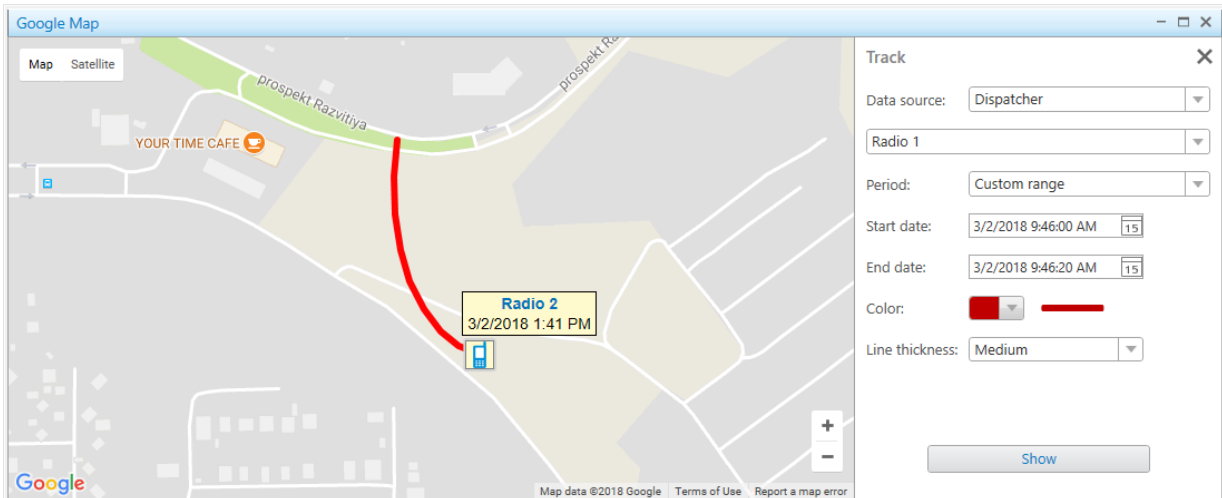 Google Map
Map Satellite
prospekt Razvitiya
prospekt Ra
YOUR TIME CAFE
Radio 2
3/2/2018 1:41 PM
+
−
Google
Map data ©2018 Google Terms of Use Report a map error
Track
Data source: Dispatcher
Radio 1
Period: Custom range
Start date: 3/2/2018 9:46:00 AM 15
End date: 3/2/2018 9:46:20 AM 15
Color:
Line thickness: Medium
Show